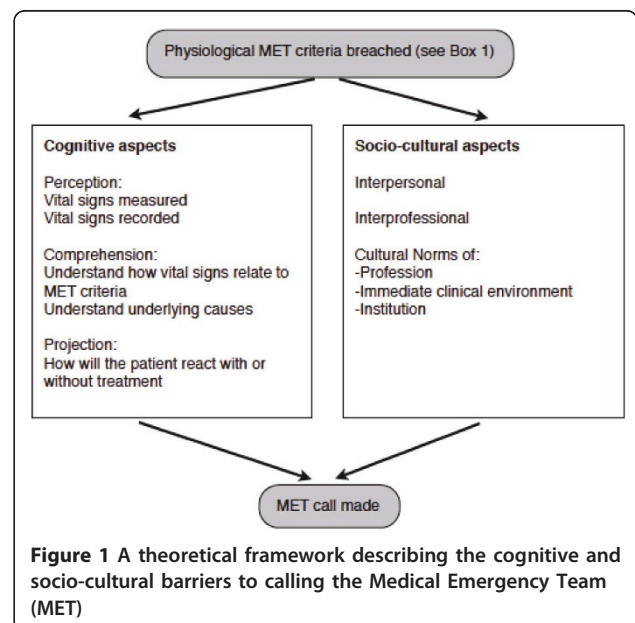 Physiological MET criteria breached (see Box 1)
Cognitive aspects
Perception:
Vital signs measured
Vital signs recorded
Comprehension:
Understand how vital signs relate to
MET criteria
Understand underlying causes
Projection:
How will the patient react with or
without treatment
Socio-cultural aspects
Interpersonal
Interprofessional
Cultural Norms of:
-Profession
-Immediate clinical environment
-Institution
MET call made
Figure 1 A theoretical framework describing the cognitive and
socio-cultural barriers to calling the Medical Emergency Team
(MET)